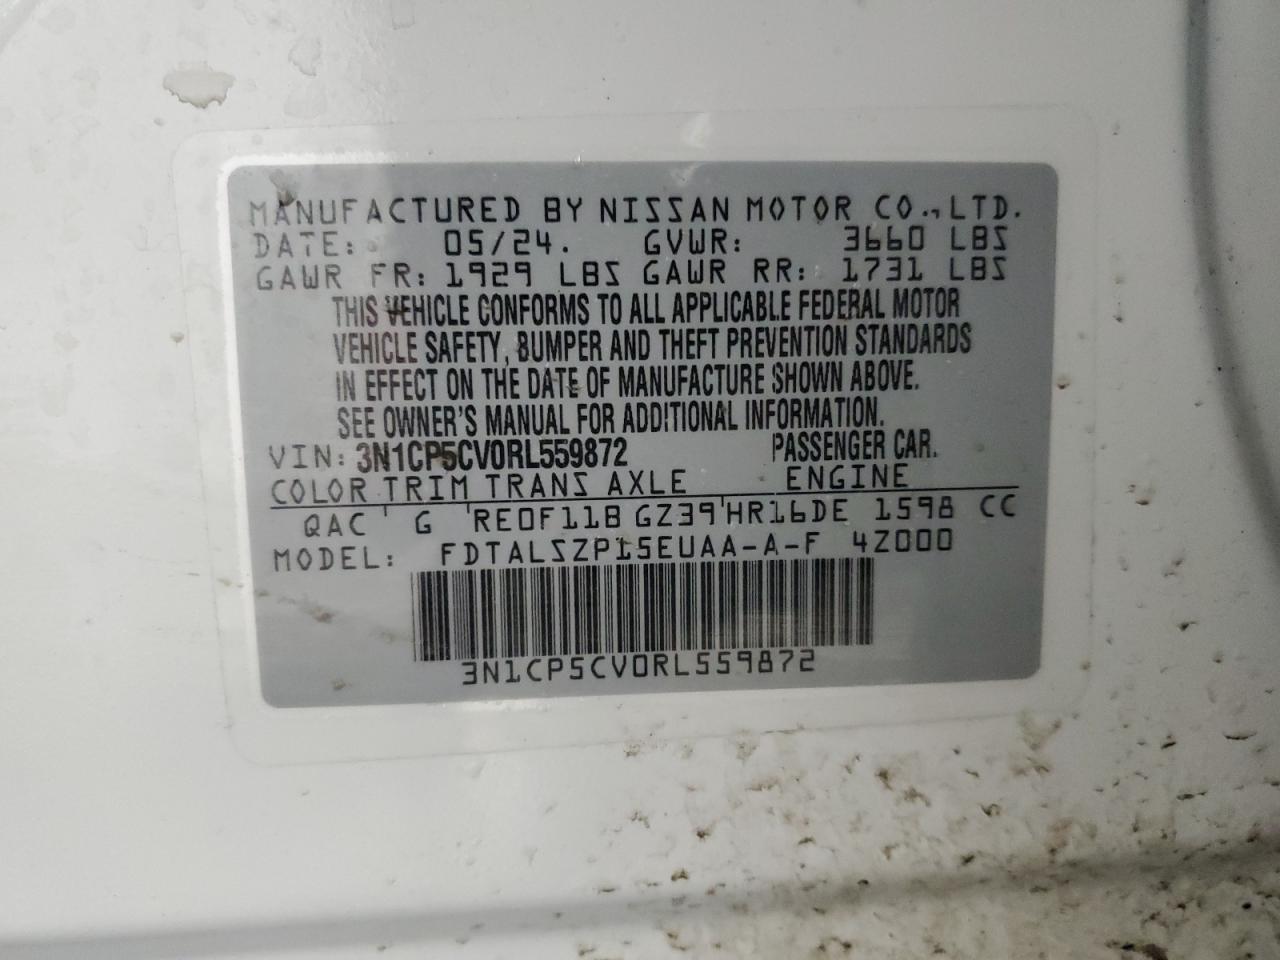 MANUFACTURED BY NISSAN MOTOR CO., LTD.
DATE: 05/24. GVWR: 3660 LBS
GAWR FR: 1929 LBS GAWR RR: 1731 LBS
THIS VEHICLE CONFORMS TO ALL APPLICABLE FEDERAL MOTOR
VEHICLE SAFETY, BUMPER AND THEFT PREVENTION STANDARDS
IN EFFECT ON THE DATE OF MANUFACTURE SHOWN ABOVE.
SEE OWNER'S MANUAL FOR ADDITIONAL INFORMATION.
VIN: 3N1CP5CV0RL559872 PASSENGER CAR.
COLOR TRIM TRANS AXLE ENGINE
QAC G RE0F11B GZ39 HR16DE 1598 CC
MODEL: FDTALSZP15EUAA-A-F 4Z000
3N1CP5CV0RL559872